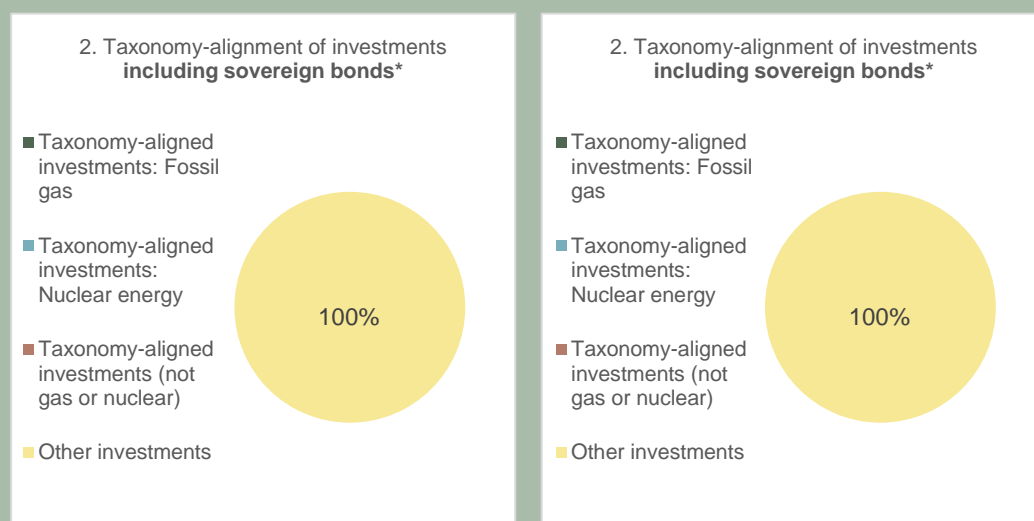 2. Taxonomy-alignment of investments
including sovereign bonds*
Taxonomy-aligned
investments: Fossil
gas
Taxonomy-aligned
investments:
Nuclear energy
Taxonomy-aligned
investments (not
gas or nuclear)
Other investments
100%
2. Taxonomy-alignment of investments
including sovereign bonds*
Taxonomy-aligned
investments: Fossil
gas
Taxonomy-aligned
investments:
Nuclear energy
Taxonomy-aligned
investments (not
gas or nuclear)
Other investments
100%